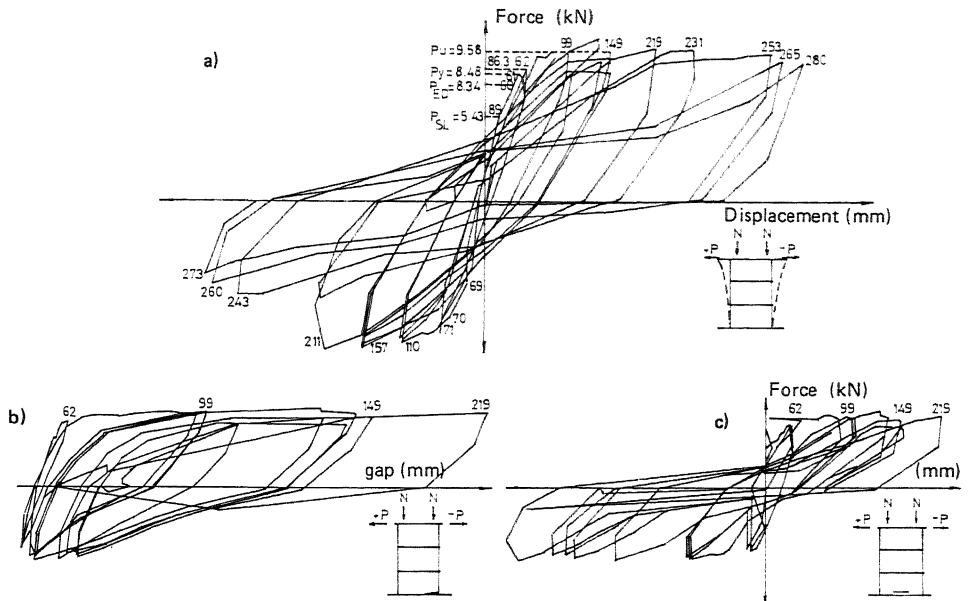 a)
Force (kN)
Pu=9.58
Py=8.48
PED=8.34
PSL=5.43
86.3
62
89
99
149
219
231
253
265
280
Displacement (mm)
N N
+P -P
273
260
243
211
157
110
171
70
69
b)
62
99
149
219
gap (mm)
N N
+P -P
c)
Force (kN)
62
99
149
219
(mm)
N N
+P -P